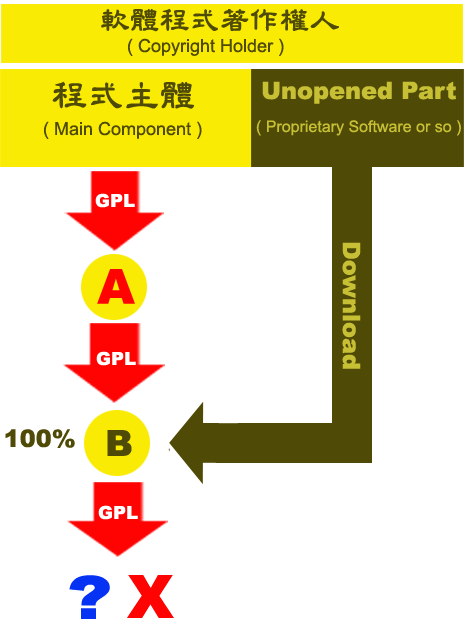 軟體程式著作權人
( Copyright Holder )
程式主體
( Main Component )
Unopened Part
( Proprietary Software or so )
GPL
A
Download
GPL
100%
B
GPL
? X